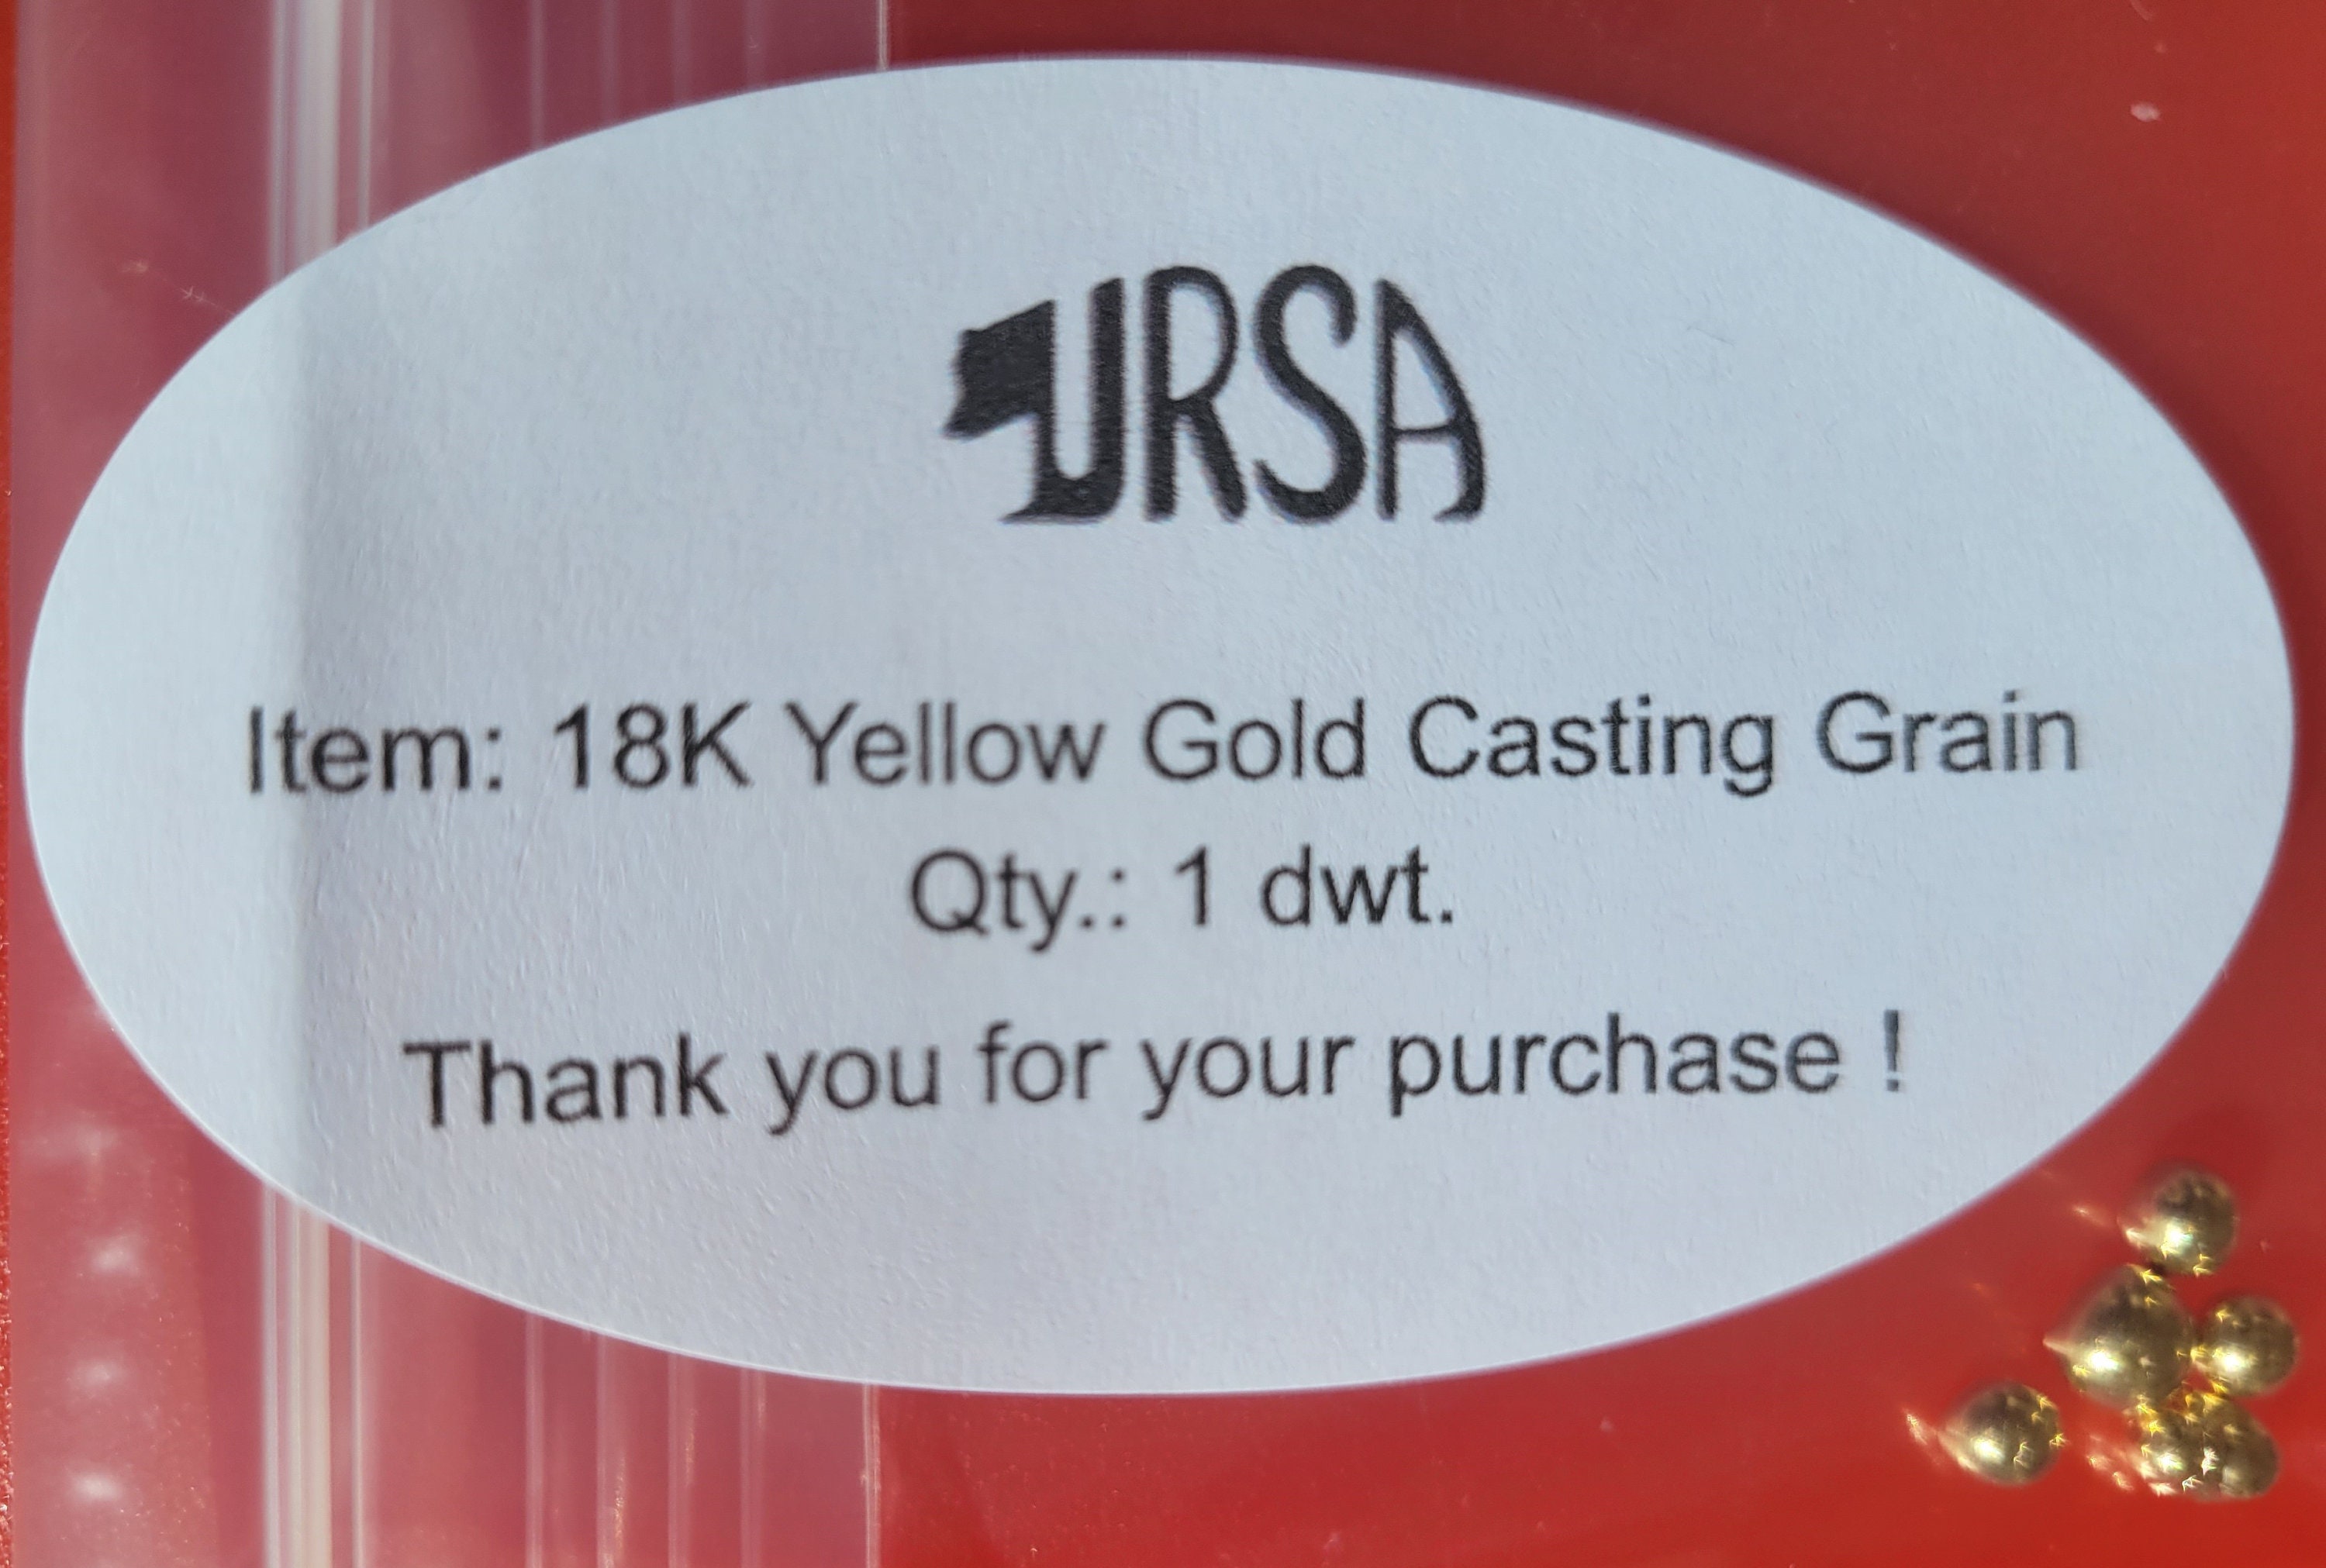 URSA
Item: 18K Yellow Gold Casting Grain
Qty.: 1 dwt.
Thank you for your purchase !